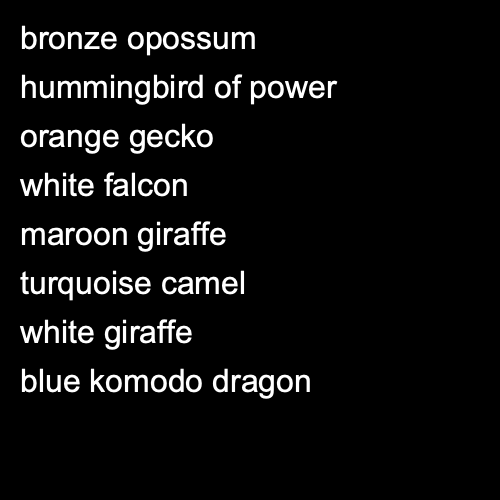 bronze opossum
hummingbird of power
orange gecko
white falcon
maroon giraffe
turquoise camel
white giraffe
blue komodo dragon